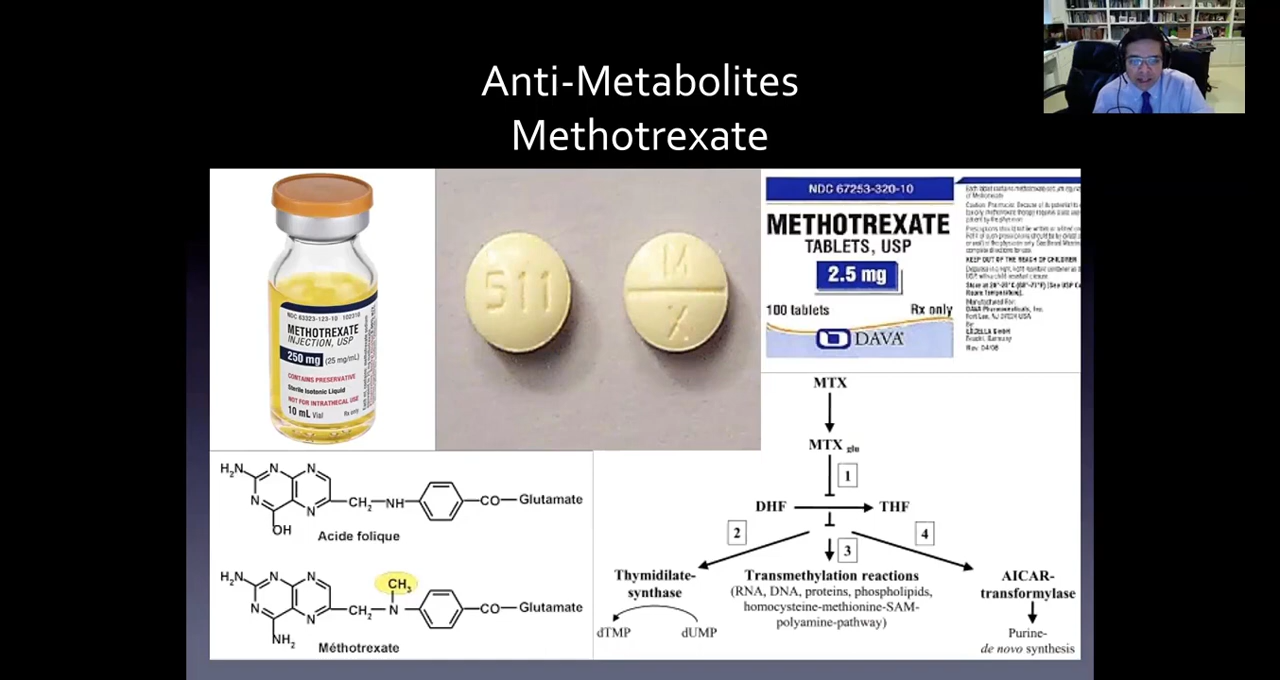 Anti-Metabolites
Methotrexate
NDC 63323-123-10 102310
METHOTREXATE
INJECTION, USP
250 mg (25 mg/mL)
CONTAINS PRESERVATIVE
Sterile Isotonic Liquid
NOT FOR INTRATHECAL USE
10 mL Vial Rx only
511
M
X
NDC 67253-320-10
METHOTREXATE
TABLETS, USP
2.5 mg
100 tablets Rx only
DAVA
of Methotrexate
KEEP OUT OF THE REACH OF CHILDREN
Room Temperature].
Manufactured For:
DAVA Pharmaceuticals, Inc.
Fort Lee, NJ 07024 USA
By:
EXCELLA GmbH
Rev. 04/08
H2N N N
N N
OH
CH2 NH CO Glutamate
Acide folique
H2N N N
N N
NH2
CH3
CH2 N CO Glutamate
Méthotrexate
MTX
MTX glu
1
DHF THF
2
3
4
Thymidilate-
synthase
dTMP dUMP
Transmethylation reactions
(RNA, DNA, proteins, phospholipids,
homocysteine-methionine-SAM-
polyamine-pathway)
AICAR-
transformylase
Purine-
de novo synthesis